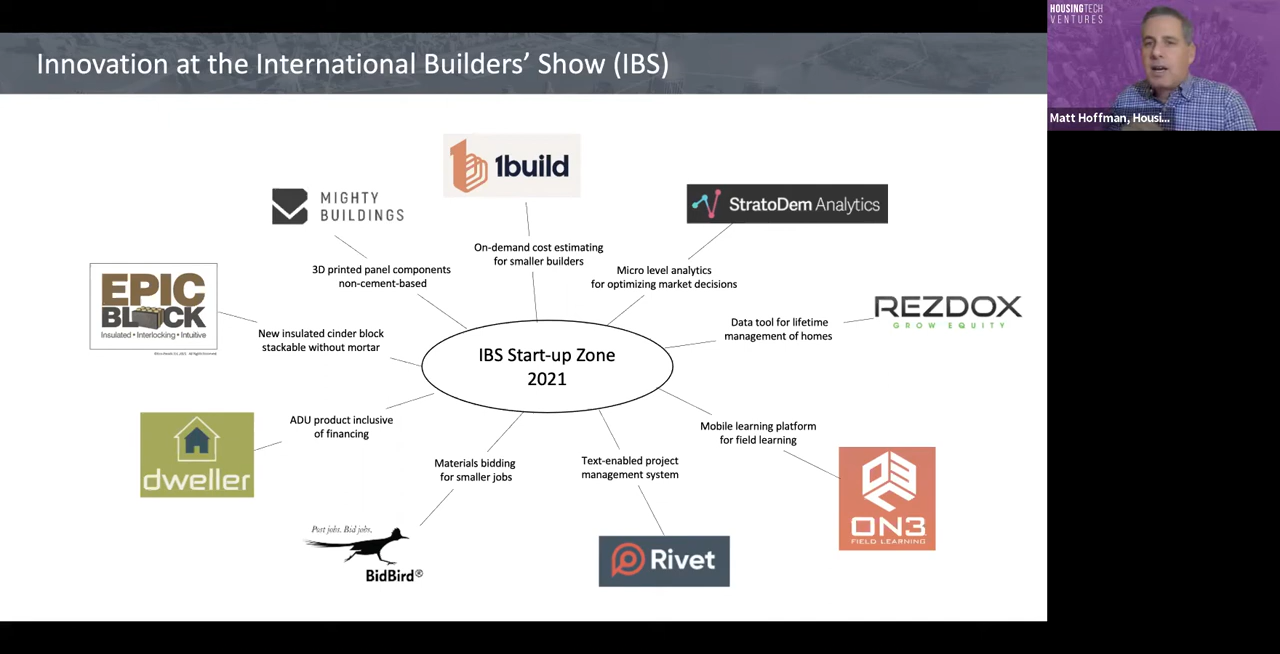 HOUSINGTECH
VENTURES
Innovation at the International Builders' Show (IBS)
Matt Hoffman, Housi...
1build
MIGHTY
BUILDINGS
StratoDem Analytics
On-demand cost estimating
for smaller builders
3D printed panel components
non-cement-based
Micro level analytics
for optimizing market decisions
EPIC
BLOCK
Insulated • Interlocking • Intuitive
All Rights Reserved
REZDOX
GROW EQUITY
New insulated cinder block
stackable without mortar
Data tool for lifetime
management of homes
IBS Start-up Zone
2021
ADU product inclusive
of financing
dweller
Mobile learning platform
for field learning
ON3
FIELD LEARNING
Materials bidding
for smaller jobs
Text-enabled project
management system
Post jobs. Bid jobs.
BidBird®
Rivet